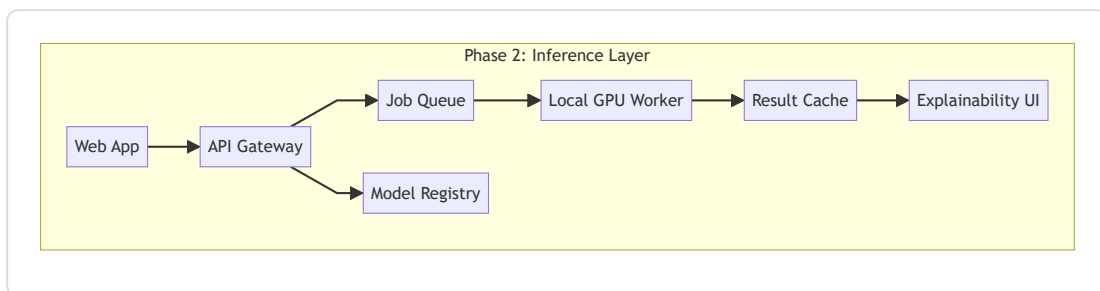 Phase 2: Inference Layer
Web App
API Gateway
Job Queue
Local GPU Worker
Result Cache
Explainability UI
Model Registry